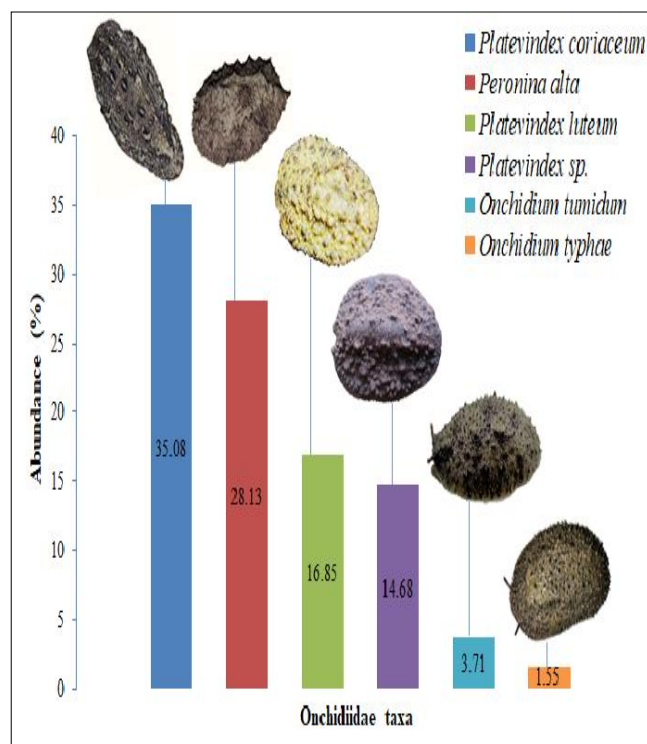 Platevindex coriaceum
Peronina alta
Platevindex luteum
Platevindex sp.
Onchidium tumidum
Onchidium typhae
Abundance (%)
40
35
30
25
20
15
10
5
0
35.08
28.13
16.85
14.68
3.71
1.55
Onchidiidae taxa